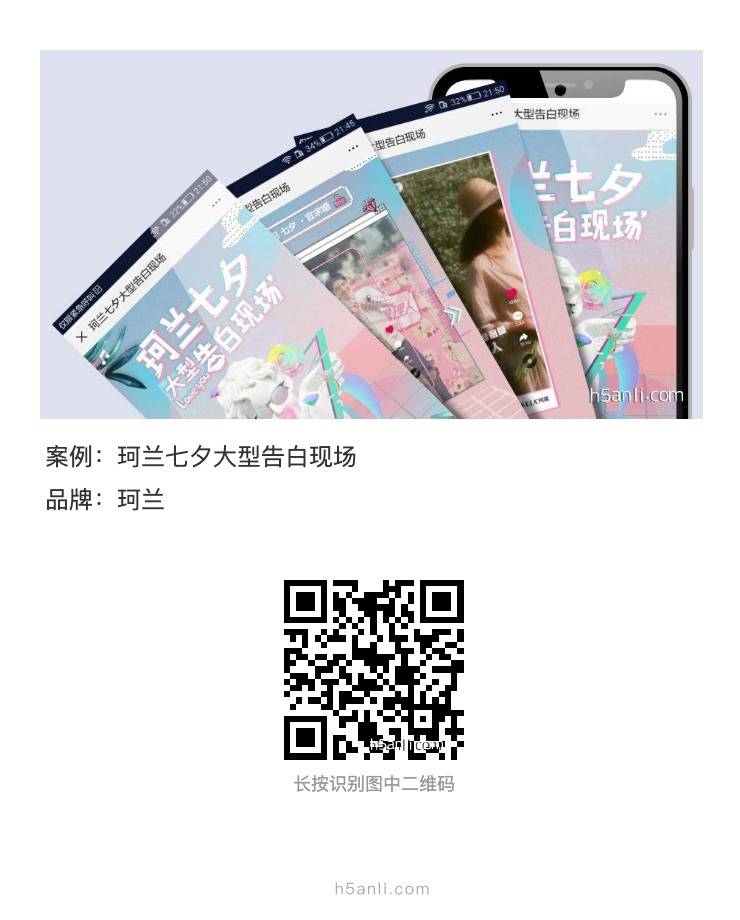 仅限紧急呼叫 32% 21:50
珂兰七夕大型告白现场
珂兰七夕
大型告白现场
Love you
34% 21:45
型告白现场
七夕·宣求婚
32% 21:50
型告白现场
大型告白现场
兰七夕
告白现场
h5anli.com
案例：珂兰七夕大型告白现场
品牌：珂兰
h5anli.com
长按识别图中二维码
h5anli.com